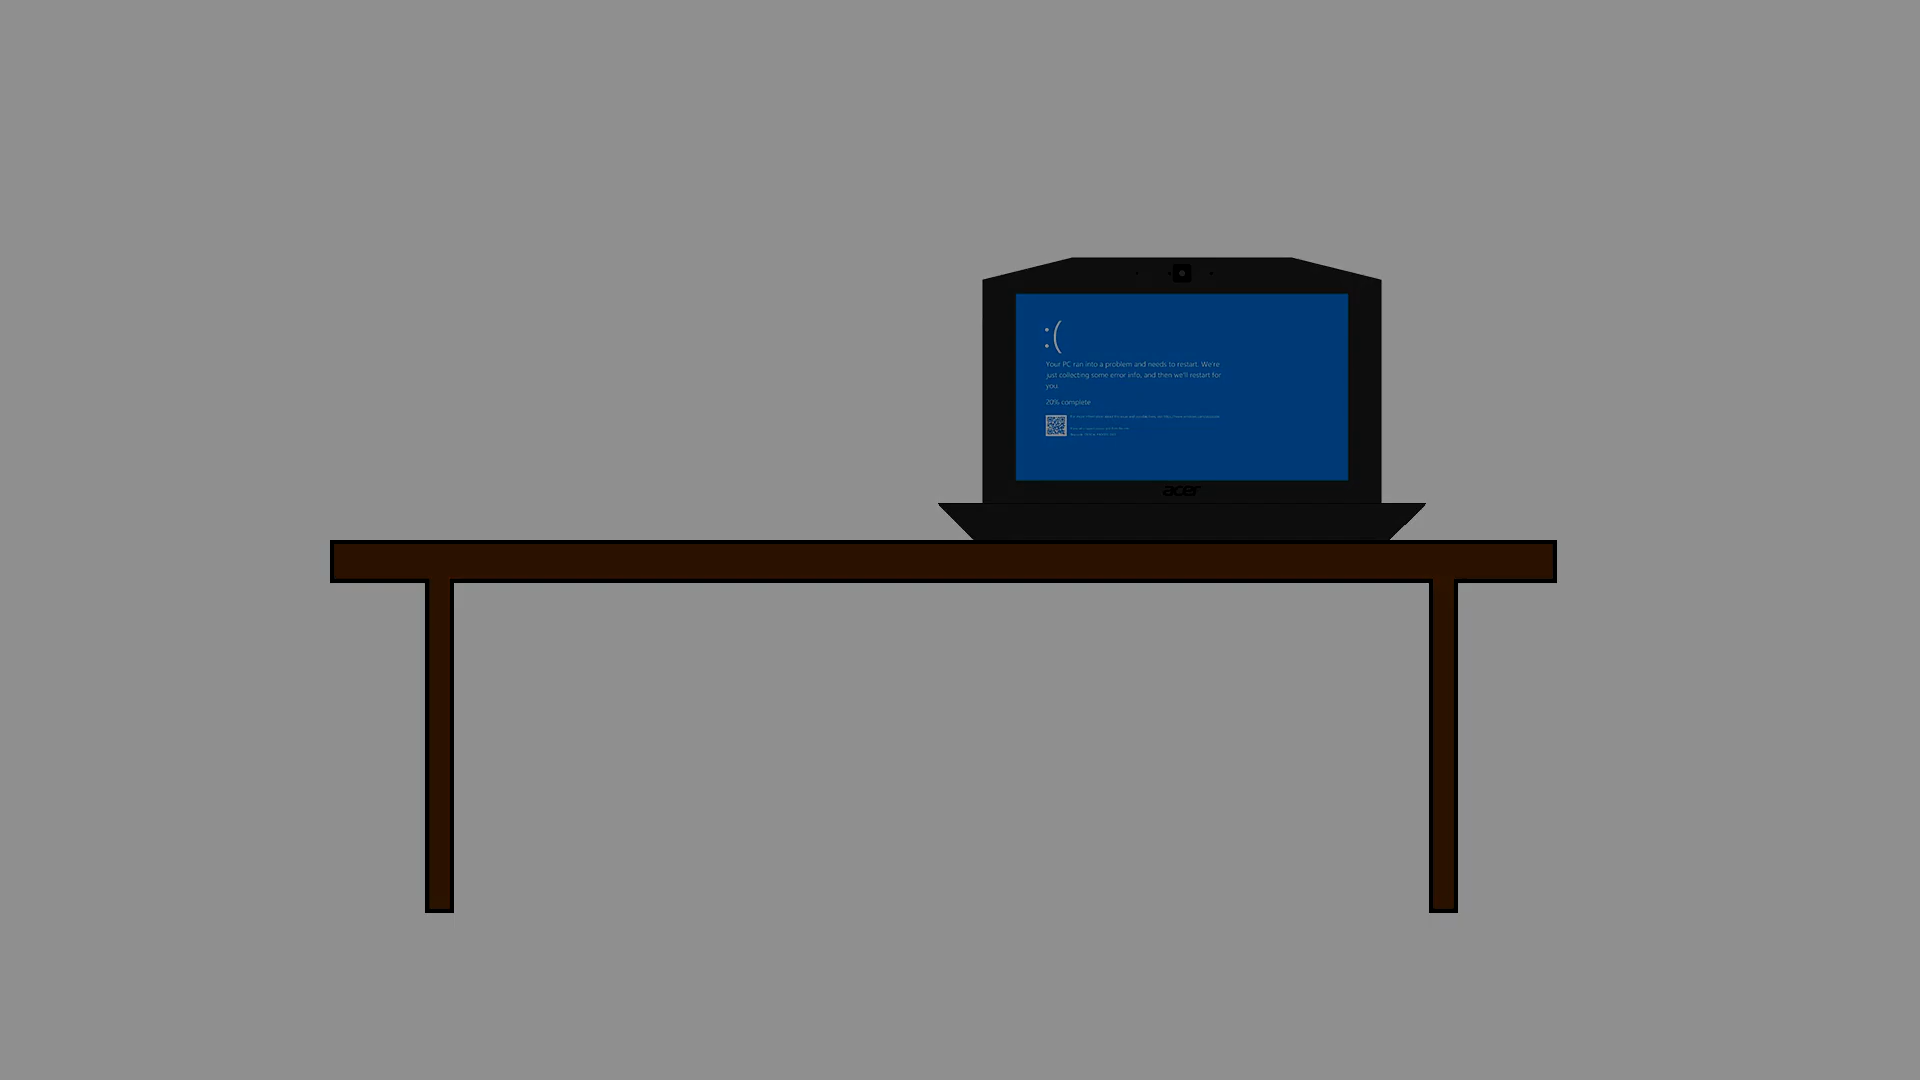 :(
Your PC ran into a problem and needs to restart. We're
just collecting some error info, and then we'll restart for
you.
20% complete
acer